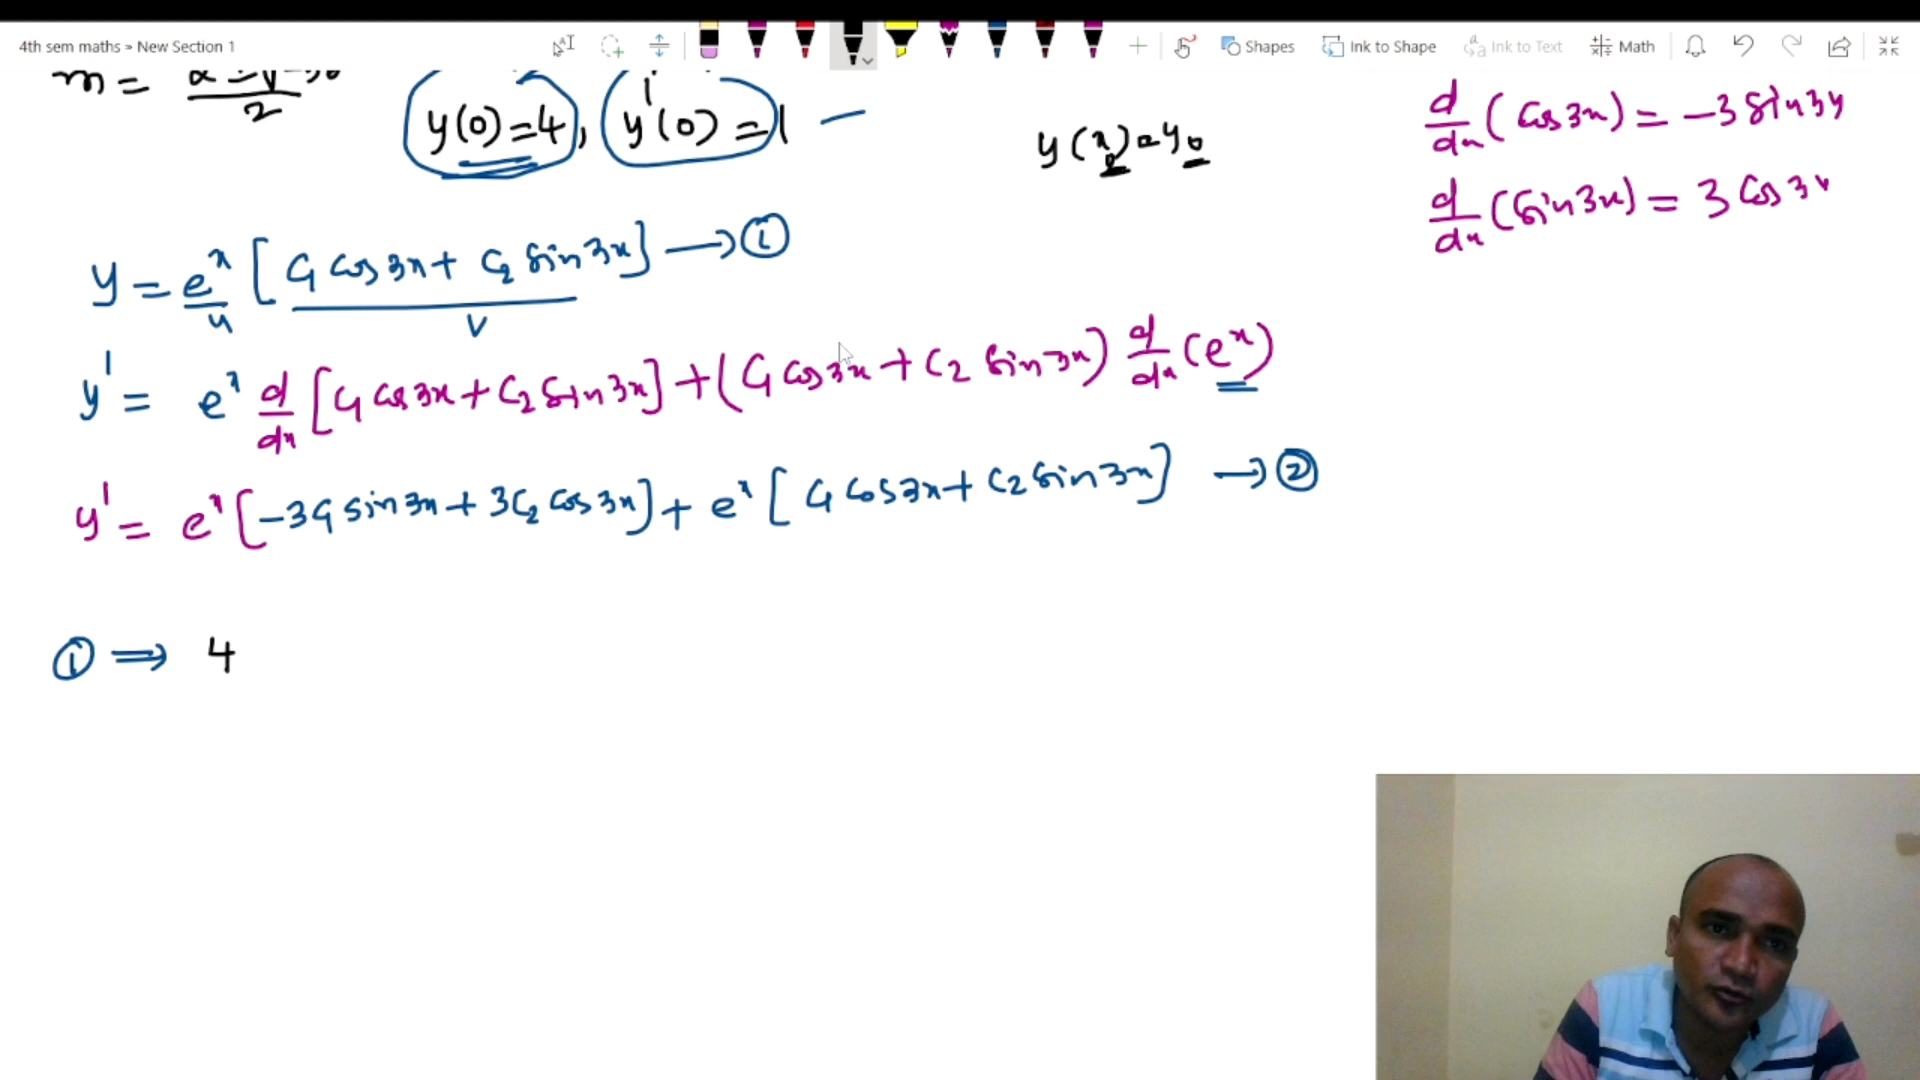 4th sem maths » New Section 1
Shapes
Ink to Shape
Ink to Text
Math
m =
2
y(0)=4, y'(0)=1 —
y(x₀)=y₀
d/dx (cos3x) = -3 sin3x
d/dx (sin3x) = 3 cos3x
y = eˣ [C₁ cos3x + C₂ sin3x] → ①
u v
y' = eˣ d/dx [C₁ cos3x + C₂ sin3x] + (C₁ cos3x + C₂ sin3x) d/dx (eˣ)
y' = eˣ [-3C₁ sin3x + 3C₂ cos3x] + eˣ [C₁ cos3x + C₂ sin3x] → ②
① ⟹ 4